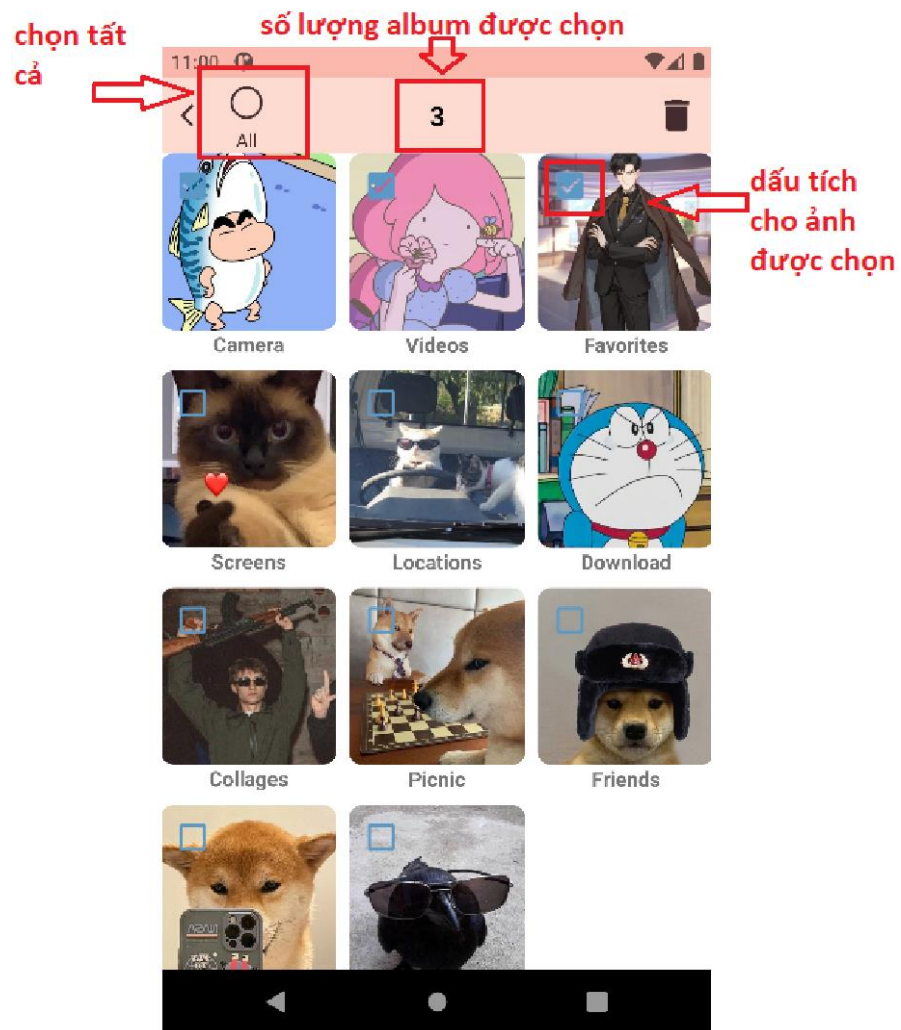 số lượng album được chọn
chọn tất
cả
11:00
All
3
dấu tích
cho ảnh
được chọn
Camera
Videos
Favorites
Screens
Locations
Download
Collages
Picnic
Friends